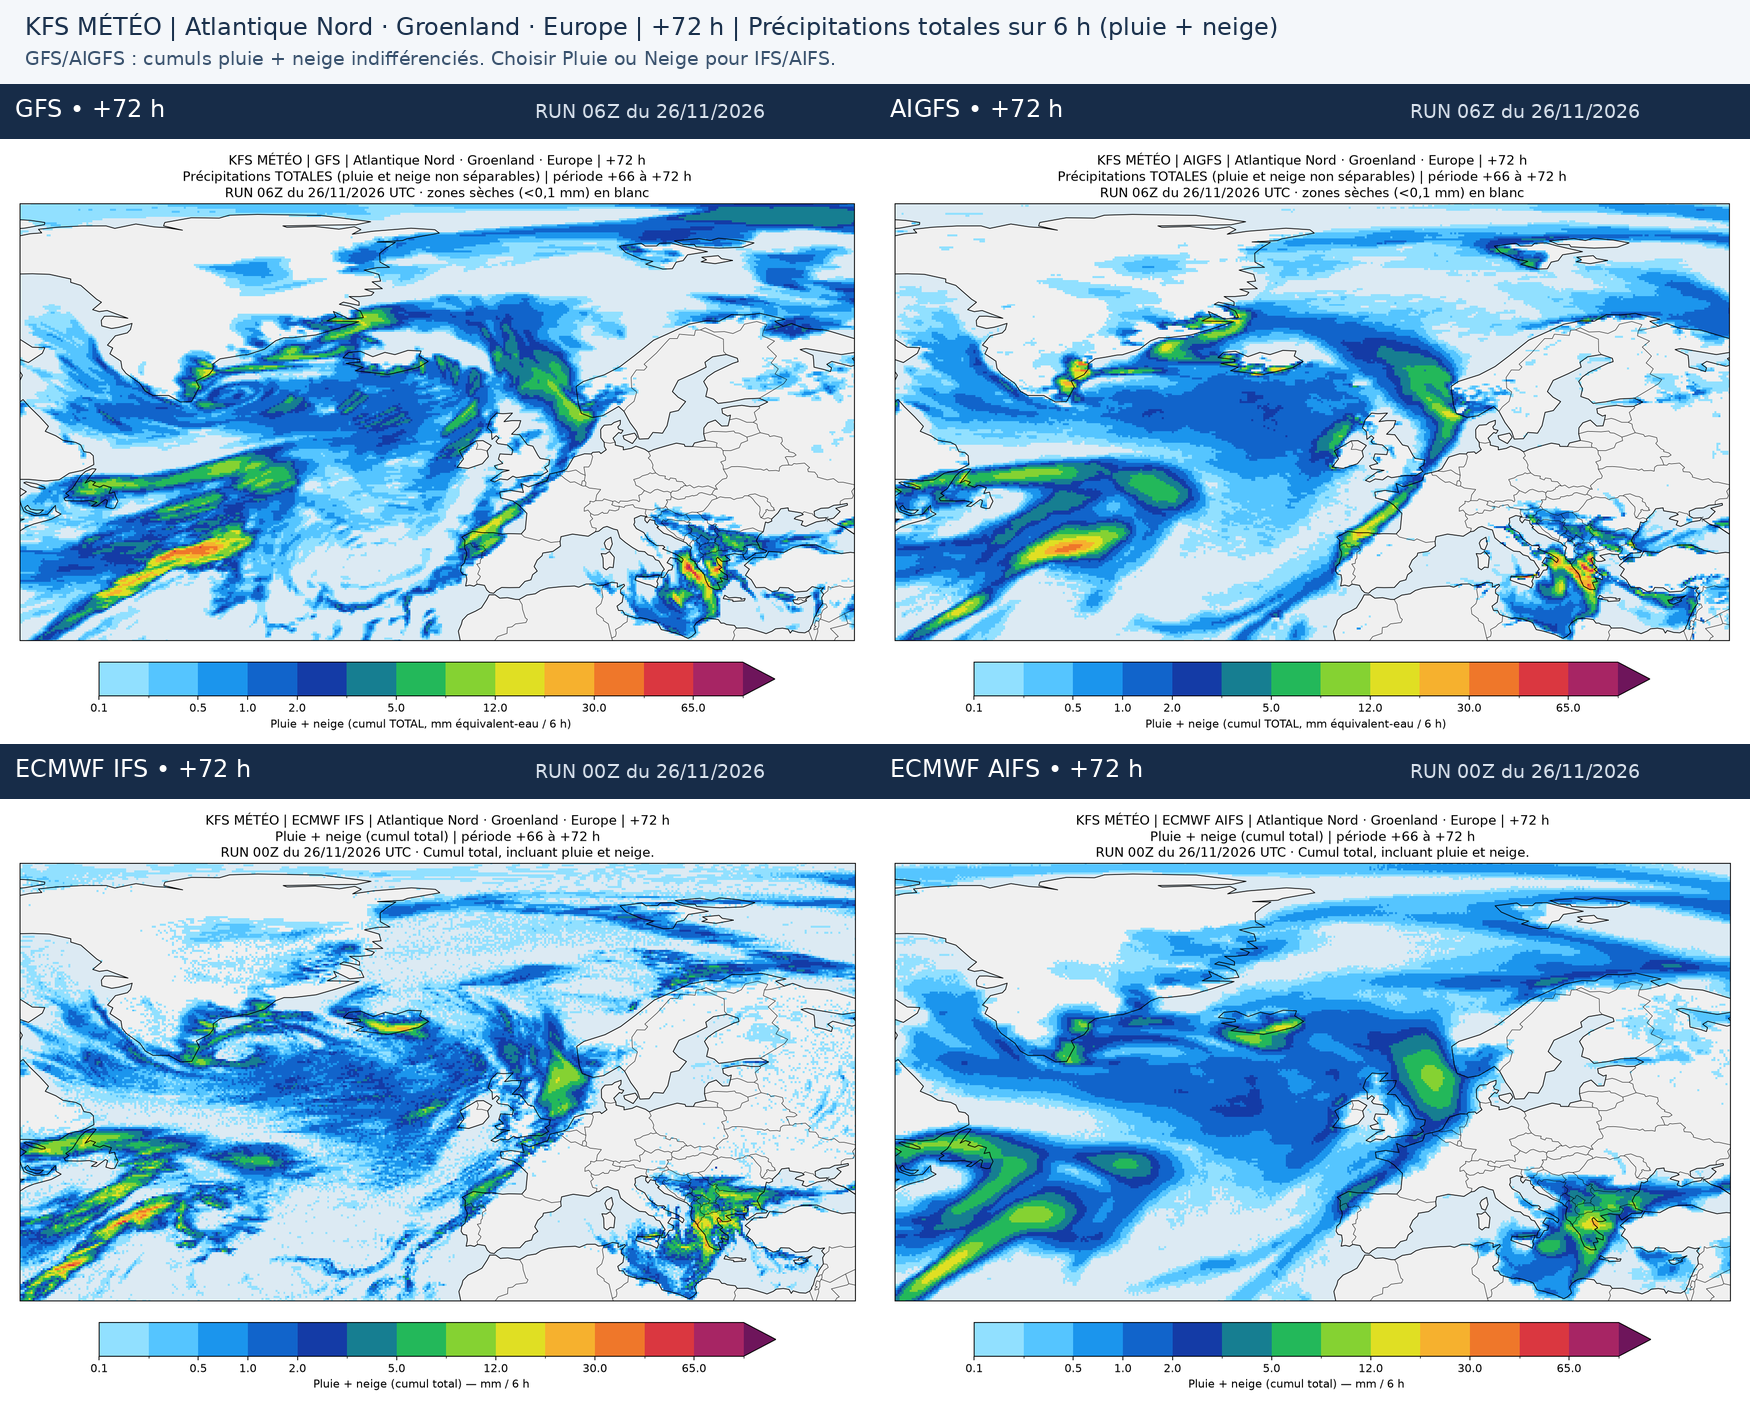 KFS MÉTÉO | Atlantique Nord · Groenland · Europe | +72 h | Précipitations totales sur 6 h (pluie + neige)
GFS/AIGFS : cumuls pluie + neige indifférenciés. Choisir Pluie ou Neige pour IFS/AIFS.
GFS • +72 h
RUN 06Z du 26/11/2026
AIGFS • +72 h
RUN 06Z du 26/11/2026
KFS MÉTÉO | GFS | Atlantique Nord · Groenland · Europe | +72 h
Précipitations TOTALES (pluie et neige non séparables) | période +66 à +72 h
RUN 06Z du 26/11/2026 UTC · zones sèches (<0,1 mm) en blanc
KFS MÉTÉO | AIGFS | Atlantique Nord · Groenland · Europe | +72 h
Précipitations TOTALES (pluie et neige non séparables) | période +66 à +72 h
RUN 06Z du 26/11/2026 UTC · zones sèches (<0,1 mm) en blanc
0.1 0.5 1.0 2.0 5.0 12.0 30.0 65.0
Pluie + neige (cumul TOTAL, mm équivalent-eau / 6 h)
0.1 0.5 1.0 2.0 5.0 12.0 30.0 65.0
Pluie + neige (cumul TOTAL, mm équivalent-eau / 6 h)
ECMWF IFS • +72 h
RUN 00Z du 26/11/2026
ECMWF AIFS • +72 h
RUN 00Z du 26/11/2026
KFS MÉTÉO | ECMWF IFS | Atlantique Nord · Groenland · Europe | +72 h
Pluie + neige (cumul total) | période +66 à +72 h
RUN 00Z du 26/11/2026 UTC · Cumul total, incluant pluie et neige.
KFS MÉTÉO | ECMWF AIFS | Atlantique Nord · Groenland · Europe | +72 h
Pluie + neige (cumul total) | période +66 à +72 h
RUN 00Z du 26/11/2026 UTC · Cumul total, incluant pluie et neige.
0.1 0.5 1.0 2.0 5.0 12.0 30.0 65.0
Pluie + neige (cumul total) — mm / 6 h
0.1 0.5 1.0 2.0 5.0 12.0 30.0 65.0
Pluie + neige (cumul total) — mm / 6 h